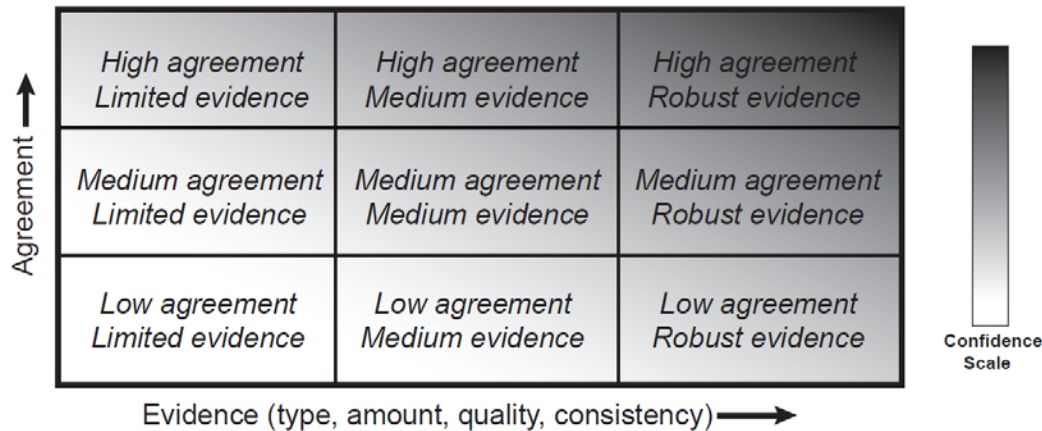 High agreement
Limited evidence
High agreement
Medium evidence
High agreement
Robust evidence
Medium agreement
Limited evidence
Medium agreement
Medium evidence
Medium agreement
Robust evidence
Low agreement
Limited evidence
Low agreement
Medium evidence
Low agreement
Robust evidence
Agreement
Evidence (type, amount, quality, consistency)
Confidence
Scale